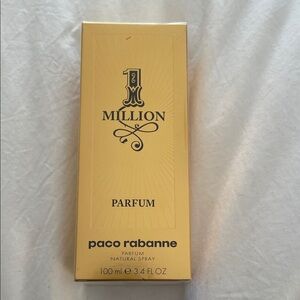 1
MILLION
PARFUM
paco rabanne
PARFUM
NATURAL SPRAY
100 ml ℮ 3.4 FL OZ